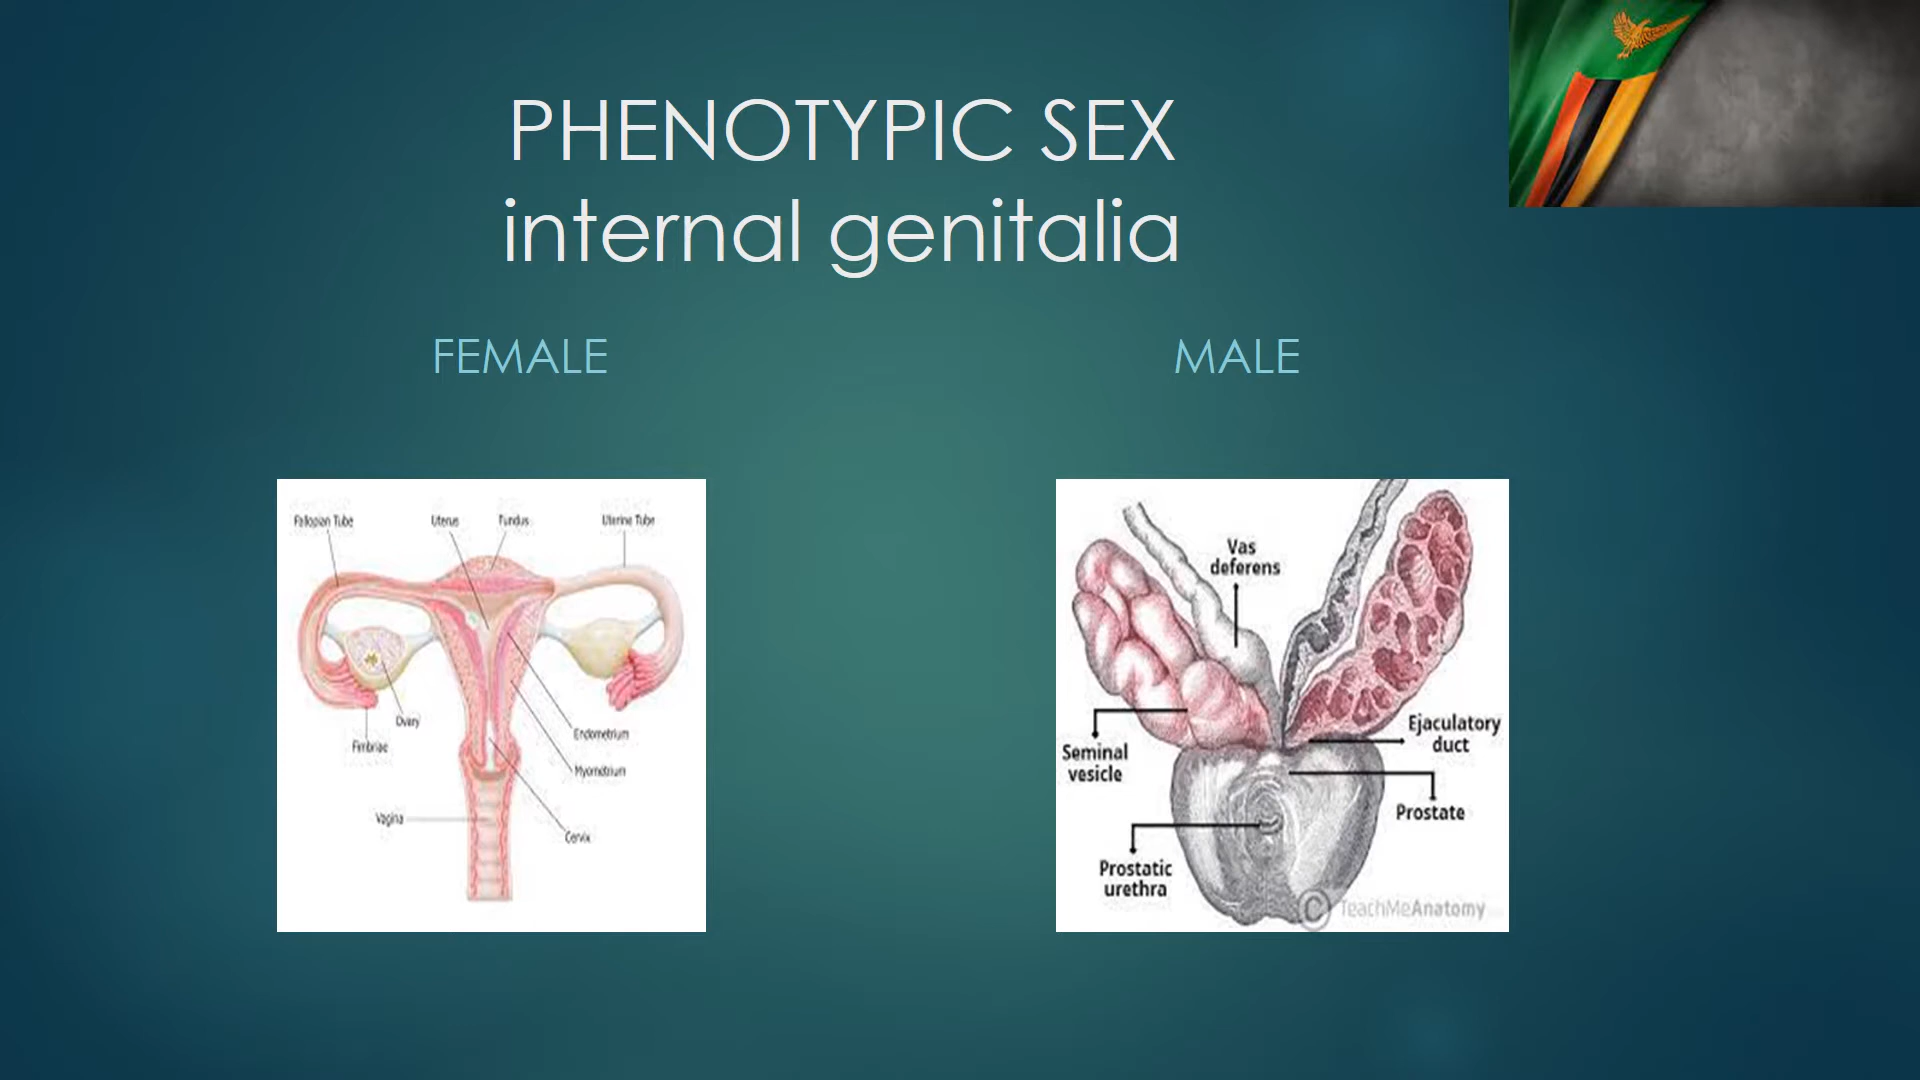 PHENOTYPIC SEX
internal genitalia
FEMALE
MALE
Fallopian Tube
Uterus
Fundus
Uterine Tube
Ovary
Fimbriae
Endometrium
Myometrium
Vagina
Cervix
Vas
deferens
Seminal
vesicle
Ejaculatory
duct
Prostate
Prostatic
urethra
© TeachMeAnatomy